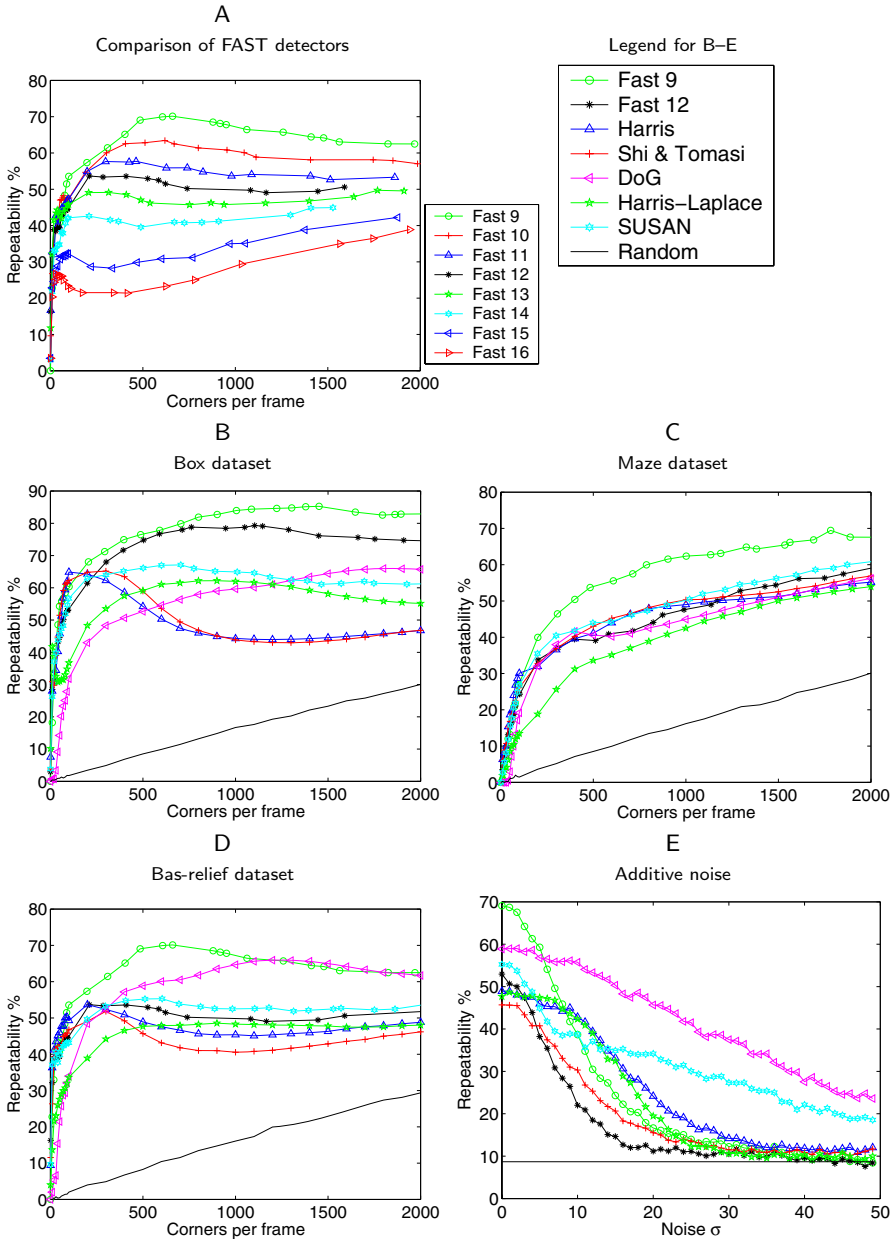 A
Comparison of FAST detectors
Repeatability %
80
70
60
50
40
30
20
10
0
0 500 1000 1500 2000
Corners per frame
Fast 9
Fast 10
Fast 11
Fast 12
Fast 13
Fast 14
Fast 15
Fast 16
Legend for B–E
Fast 9
Fast 12
Harris
Shi & Tomasi
DoG
Harris−Laplace
SUSAN
Random
B
Box dataset
Repeatability %
90
80
70
60
50
40
30
20
10
0
0 500 1000 1500 2000
Corners per frame
C
Maze dataset
Repeatability %
80
70
60
50
40
30
20
10
0
0 500 1000 1500 2000
Corners per frame
D
Bas-relief dataset
Repeatability %
80
70
60
50
40
30
20
10
0
0 500 1000 1500 2000
Corners per frame
E
Additive noise
Repeatability %
70
60
50
40
30
20
10
0
0 10 20 30 40 50
Noise σ